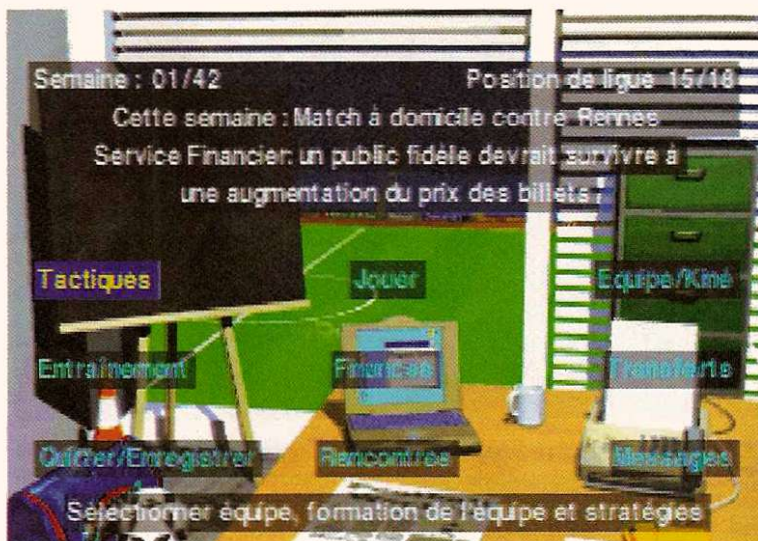 Semaine : 01/42 Position de ligue 15/18
Cette semaine : Match à domicile contre Rennes
Service Financier: un public fidèle devrait survivre à
une augmentation du prix des billets.
Tactiques Jouer Equipe/Kiné
Entraînement Finances Transferts
Quitter/Enregistrer Rencontres Messages
Sélectionner équipe, formation de l'équipe et stratégies